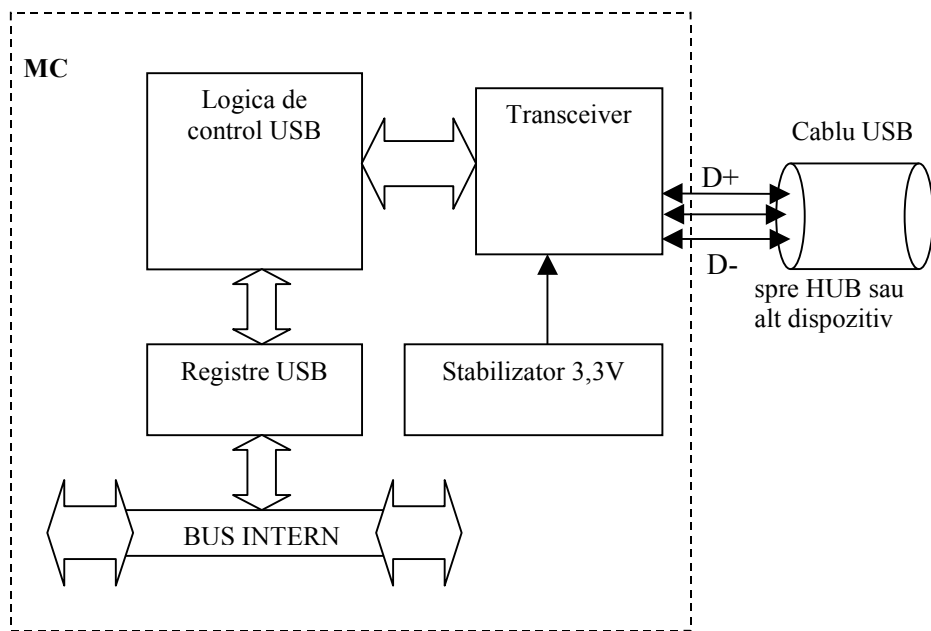 MC
Logica de
control USB
Transceiver
Cablu USB
D+
D-
spre HUB sau
alt dispozitiv
Registre USB
Stabilizator 3,3V
BUS INTERN